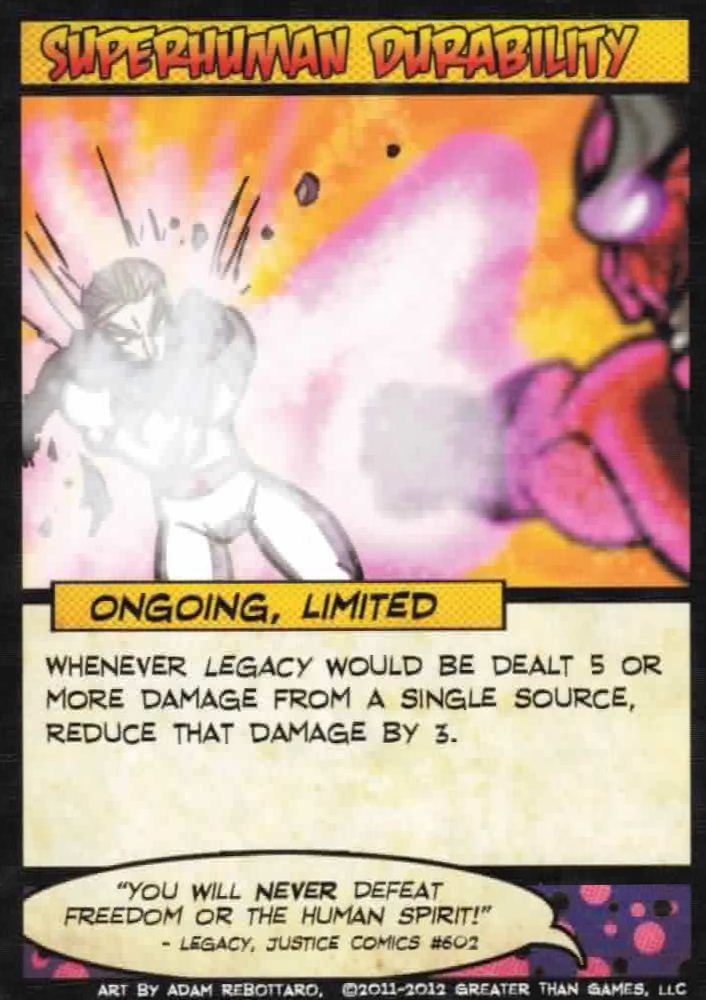 SUPERHUMAN DURABILITY
ONGOING, LIMITED
WHENEVER LEGACY WOULD BE DEALT 5 OR
MORE DAMAGE FROM A SINGLE SOURCE,
REDUCE THAT DAMAGE BY 3.
"YOU WILL NEVER DEFEAT
FREEDOM OR THE HUMAN SPIRIT!"
- LEGACY, JUSTICE COMICS #602
ART BY ADAM REBOTTARO, ©2011-2012 GREATER THAN GAMES, LLC